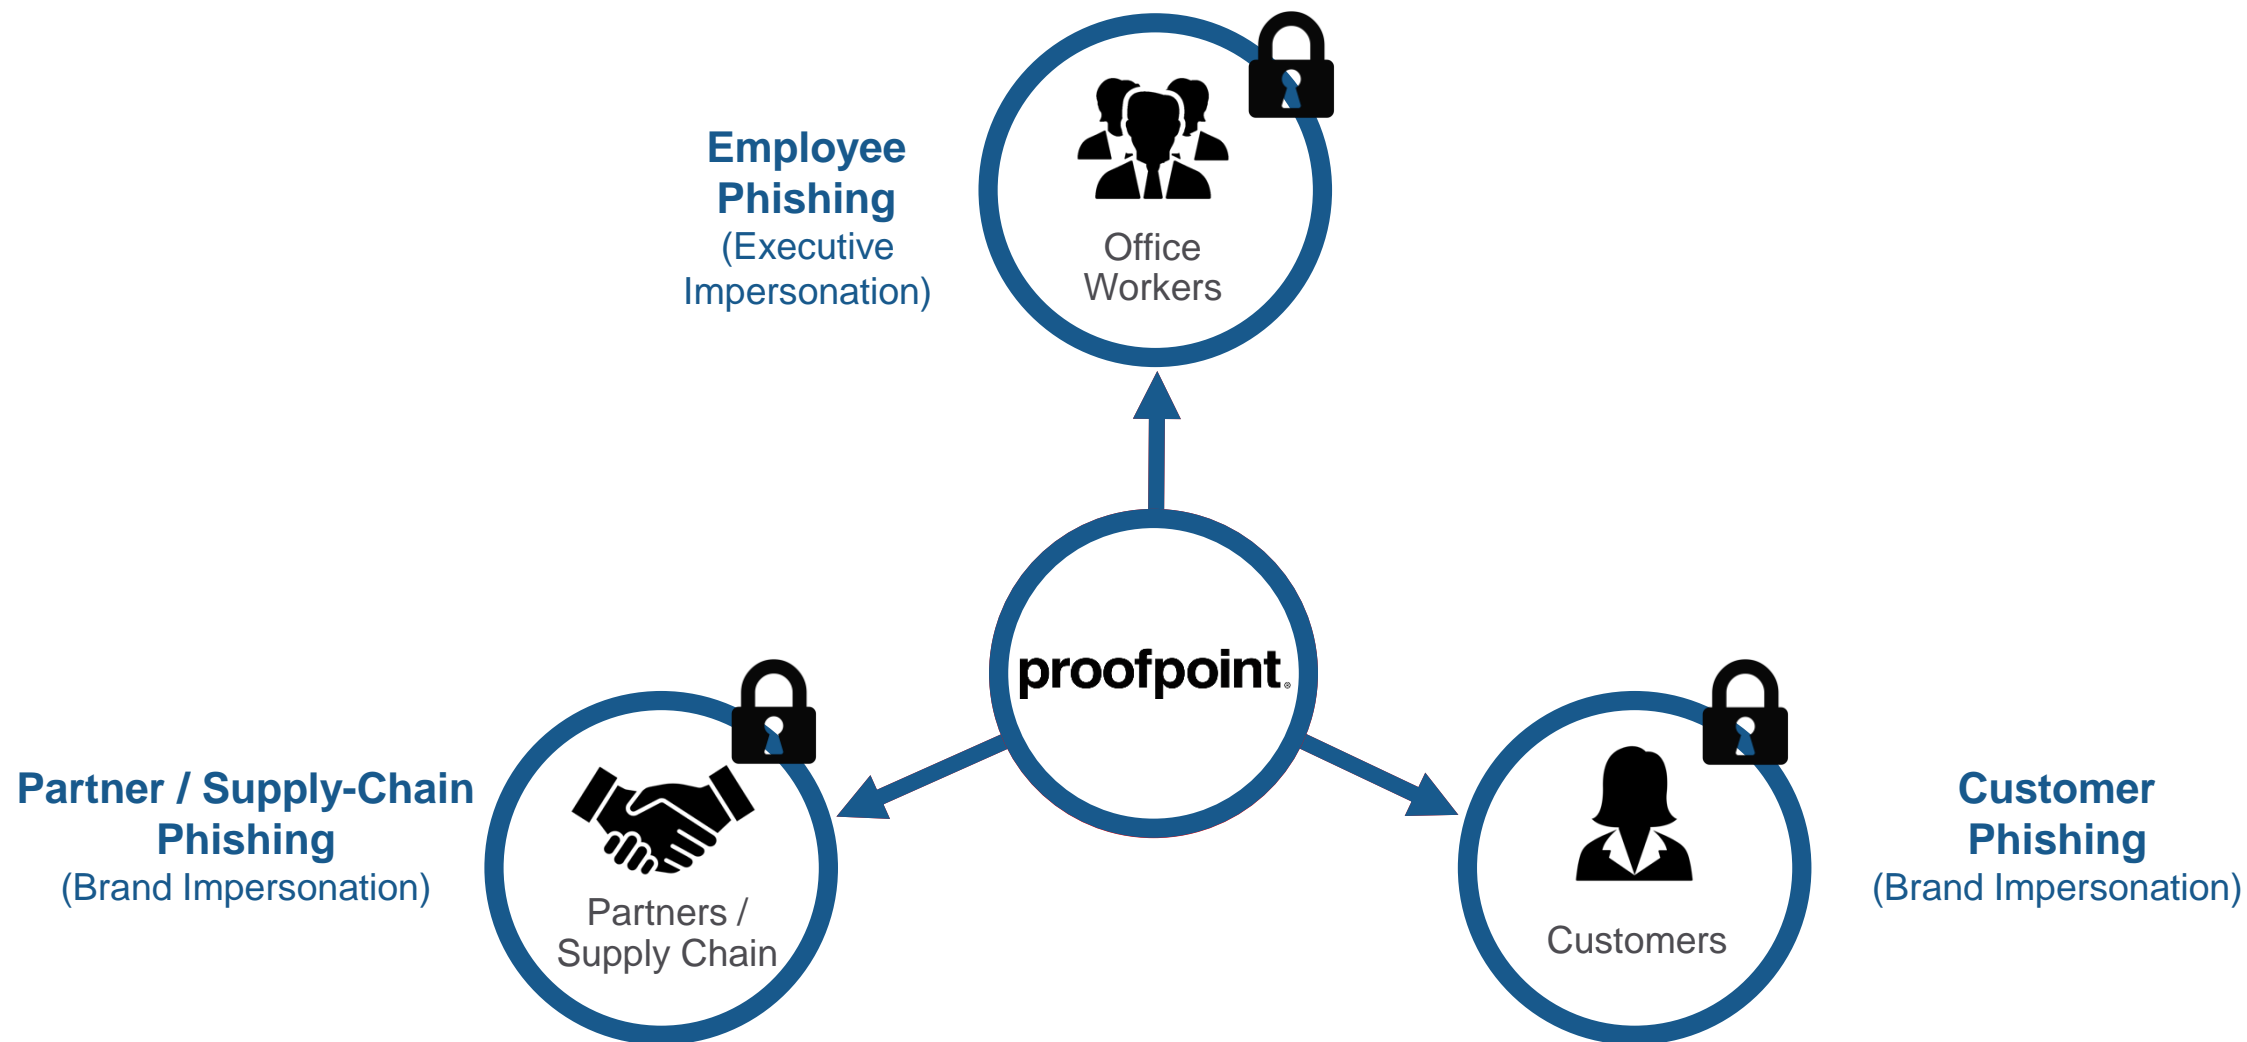 Employee
Phishing
(Executive
Impersonation)
Office
Workers
proofpoint®
Partner / Supply-Chain
Phishing
(Brand Impersonation)
Partners /
Supply Chain
Customers
Customer
Phishing
(Brand Impersonation)